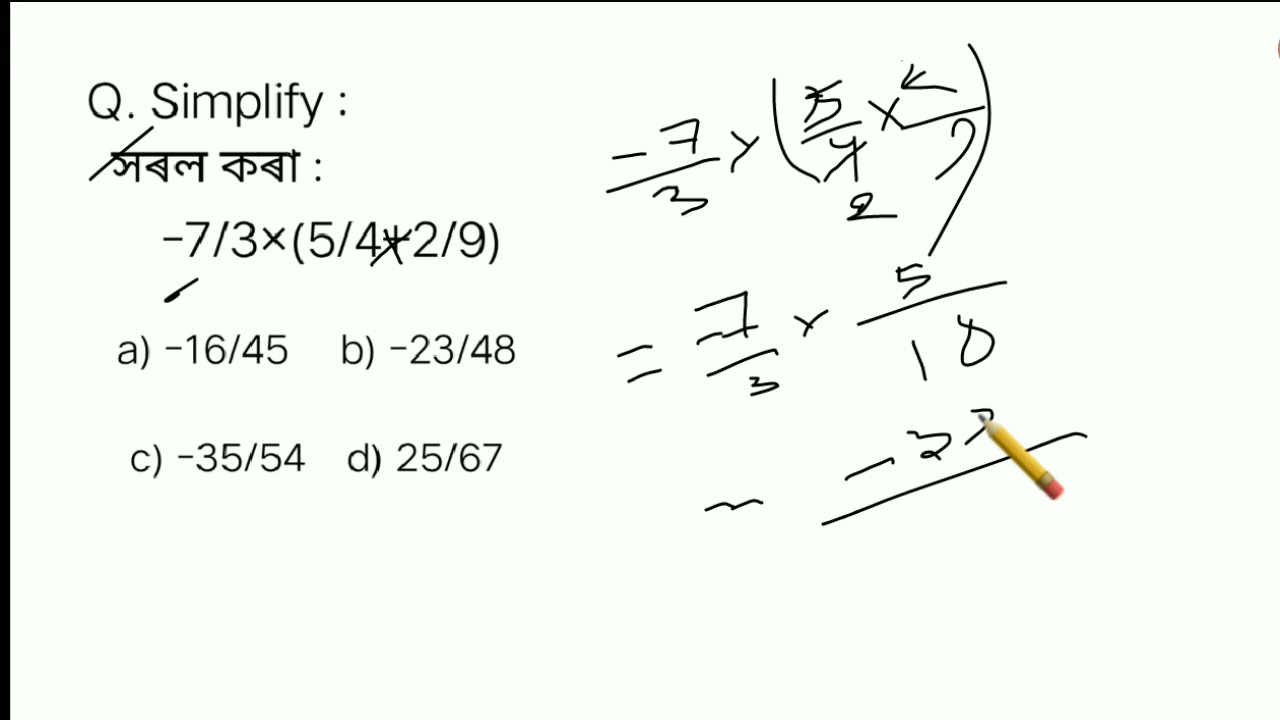 Q. Simplify :
সৰল কৰা :
-7/3×(5/4×2/9)
a) -16/45 b) -23/48
c) -35/54 d) 25/67
-7/3 × (5/4 × 2/9)
2
= -7/3 × 5/18